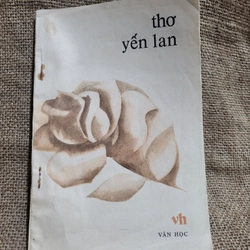 thơ
yến lan
vh
VĂN HỌC